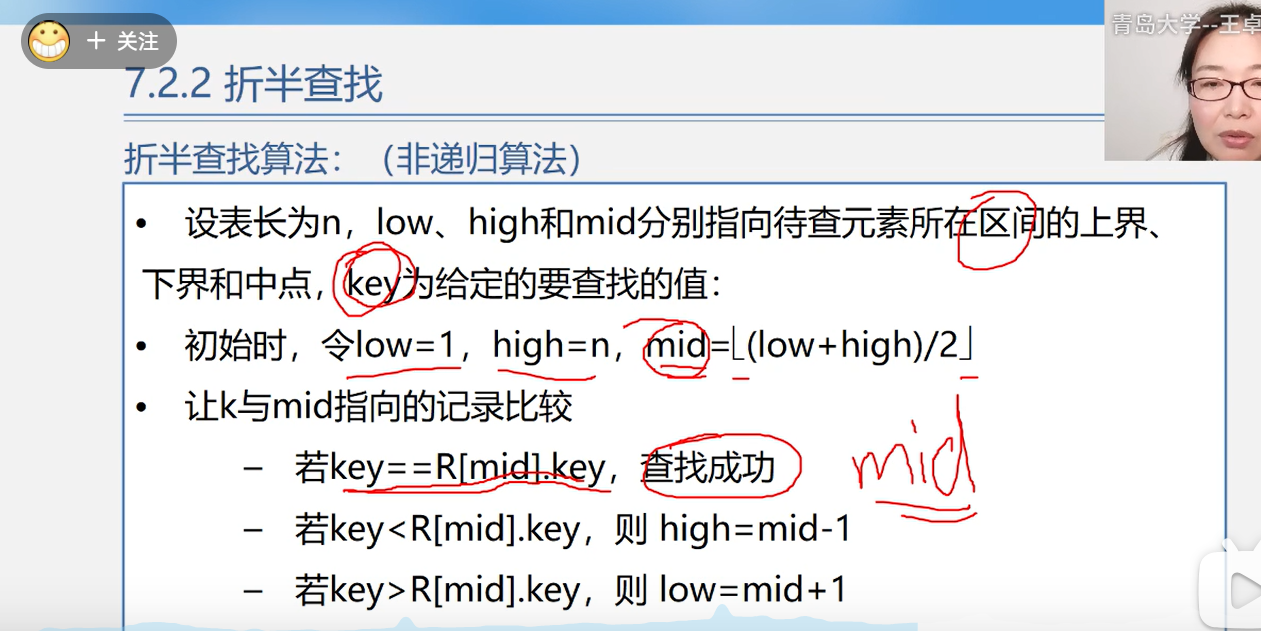 + 关注
青岛大学--王卓
7.2.2 折半查找
折半查找算法:(非递归算法)
• 设表长为n,low、high和mid分别指向待查元素所在区间的上界、
下界和中点,key为给定的要查找的值:
• 初始时,令low=1,high=n,mid=⌊(low+high)/2⌋
• 让k与mid指向的记录比较
– 若key==R[mid].key,查找成功
mid
– 若key<R[mid].key,则 high=mid-1
– 若key>R[mid].key,则 low=mid+1